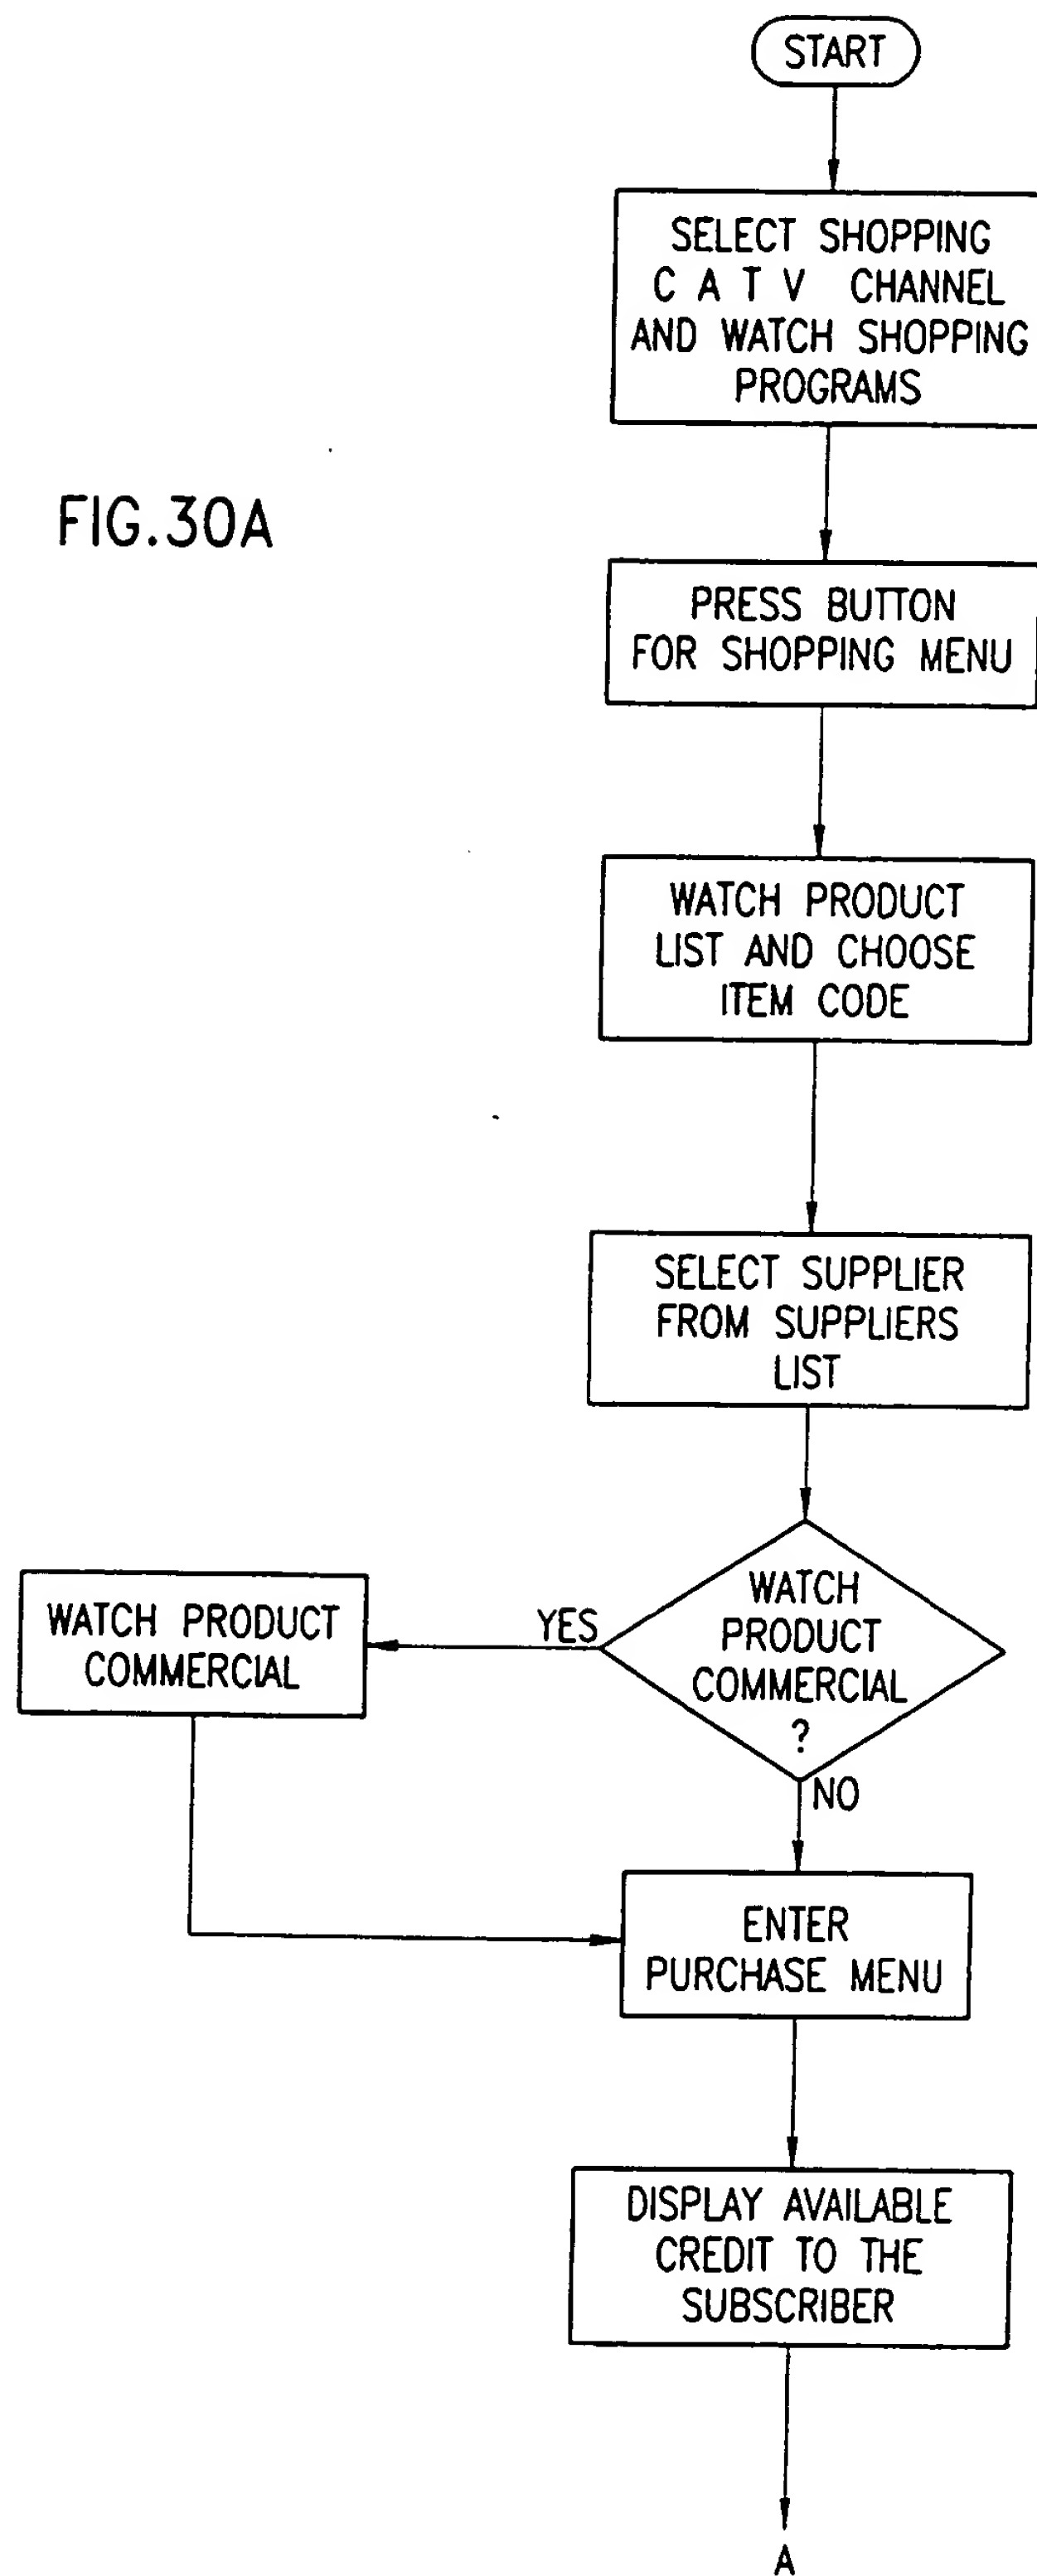 START
SELECT SHOPPING
C A T V CHANNEL
AND WATCH SHOPPING
PROGRAMS
FIG.30A
PRESS BUTTON
FOR SHOPPING MENU
WATCH PRODUCT
LIST AND CHOOSE
ITEM CODE
SELECT SUPPLIER
FROM SUPPLIERS
LIST
WATCH
PRODUCT
COMMERCIAL
?
YES
WATCH PRODUCT
COMMERCIAL
NO
ENTER
PURCHASE MENU
DISPLAY AVAILABLE
CREDIT TO THE
SUBSCRIBER
A